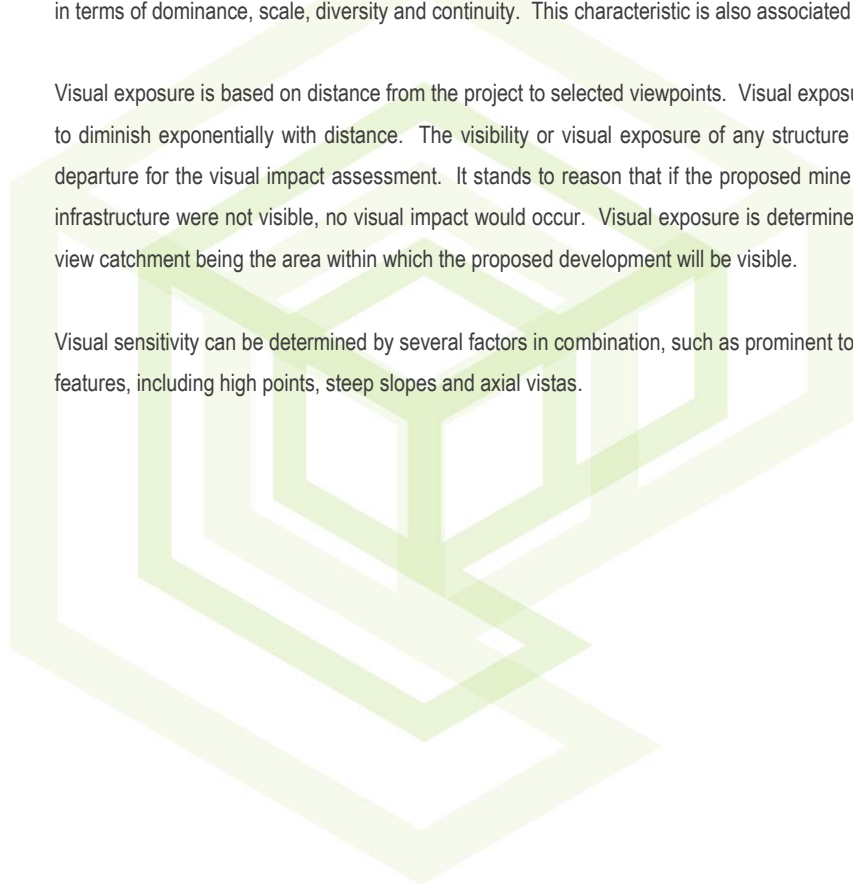 in terms of dominance, scale, diversity and continuity. This characteristic is also associated
Visual exposure is based on distance from the project to selected viewpoints. Visual
to diminish exponentially with distance. The visibility or visual exposure of any structure
departure for the visual impact assessment. It stands to reason that if the proposed mine
infrastructure were not visible, no visual impact would occur. Visual exposure is
view catchment being the area within which the proposed development will be visible.
Visual sensitivity can be determined by several factors in combination, such as prominent
features, including high points, steep slopes and axial vistas.